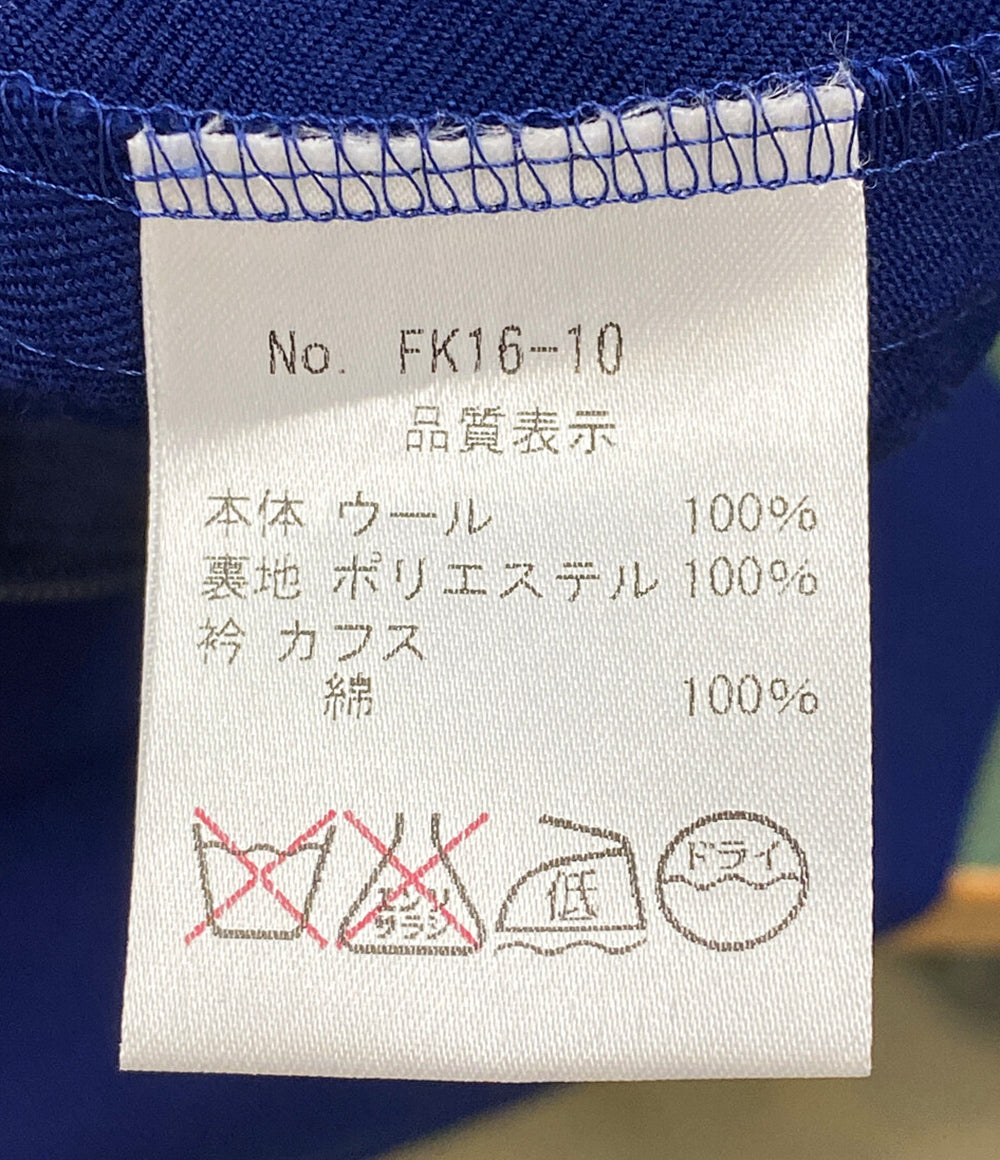 No. FK16-10
品質表示
本体 ウール 100%
裏地 ポリエステル 100%
衿 カフス
綿 100%
エンソ
サラシ
低
ドライ